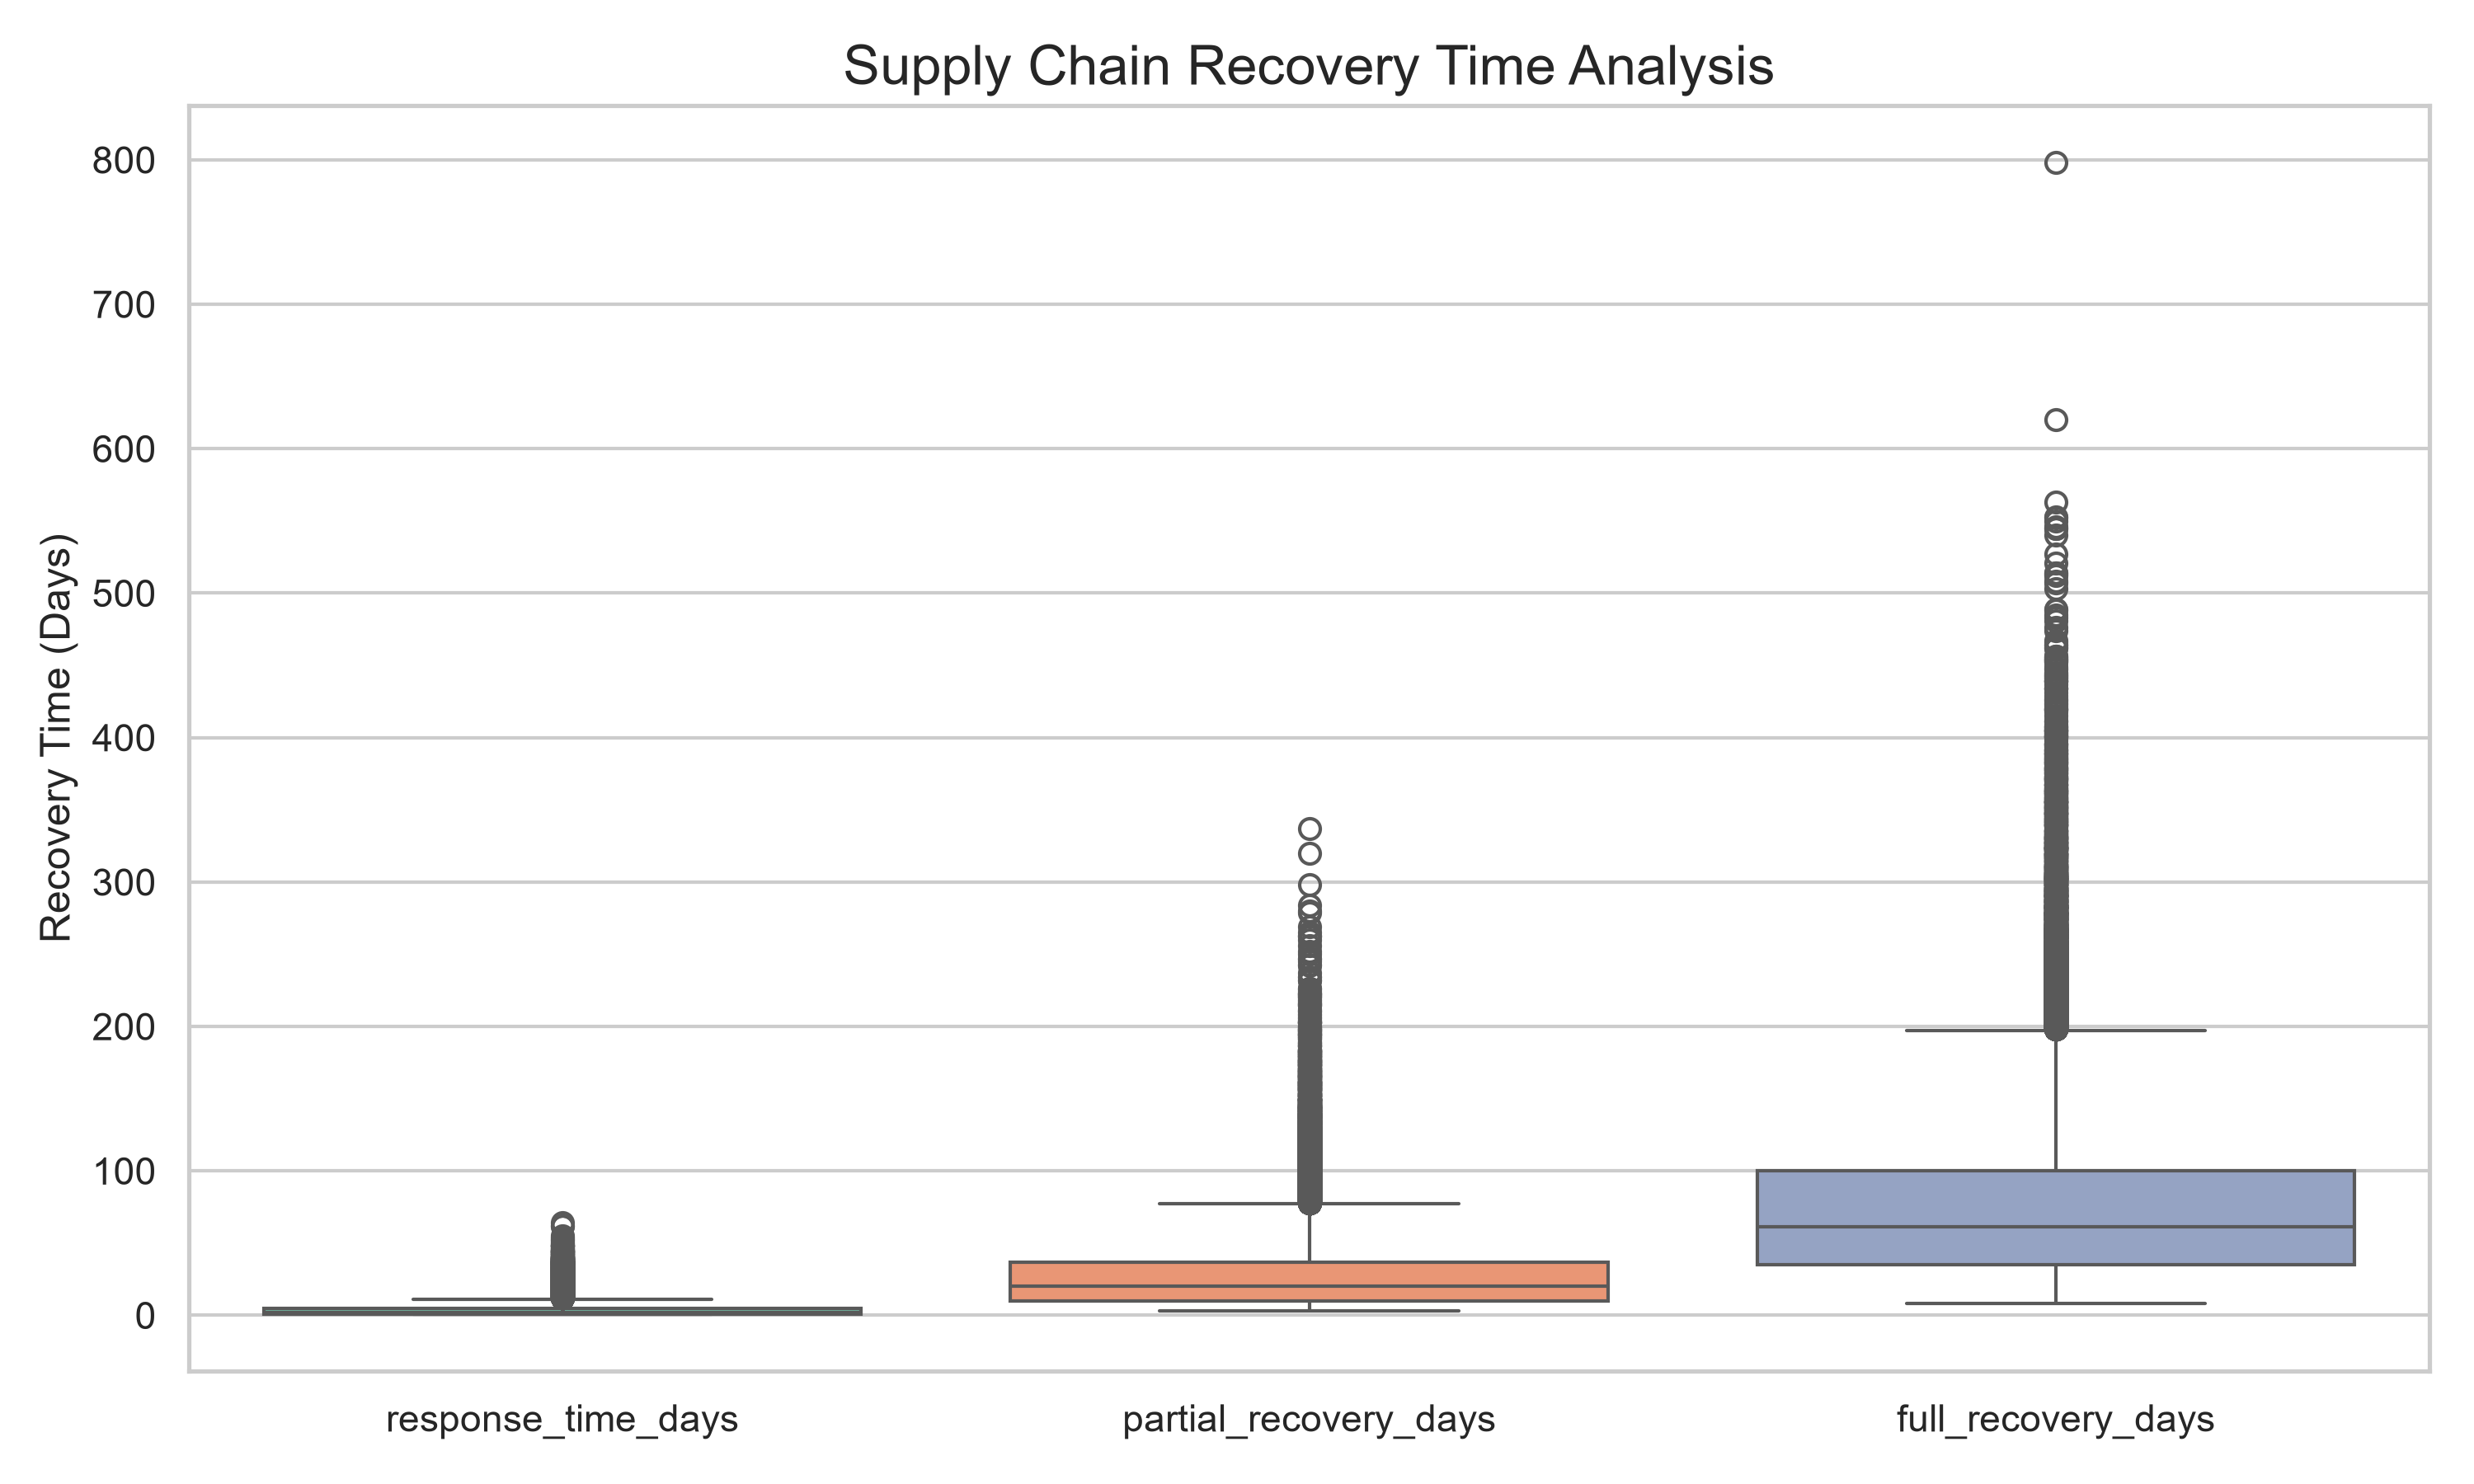 Supply Chain Recovery Time Analysis
Recovery Time (Days)
800
700
600
500
400
300
200
100
0
response_time_days
partial_recovery_days
full_recovery_days